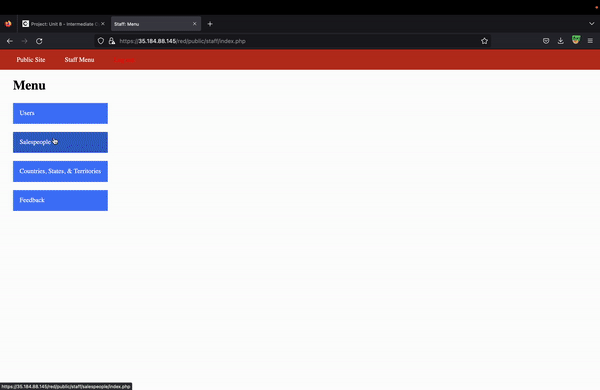 Project: Unit 8 - Intermediate C
Staff: Menu
https://35.184.88.145/red/public/staff/index.php
Public Site
Staff Menu
Menu
Users
Salespeople
Countries, States, & Territories
Feedback
https://35.184.88.145/red/public/staff/salespeople/index.php